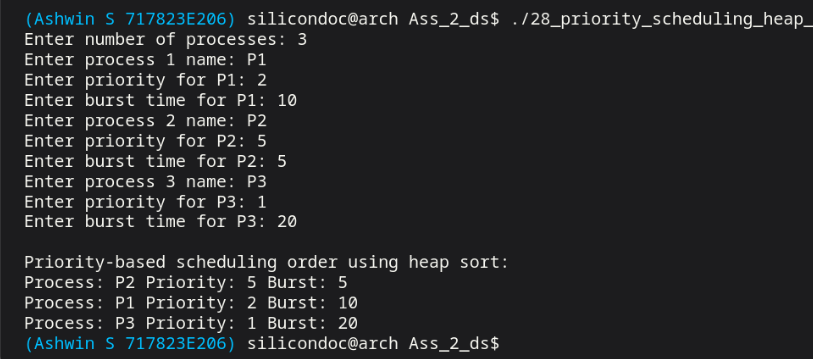 (Ashwin S 717823E206) silicondoc@arch Ass_2_ds$ ./28_priority_scheduling_heap_
Enter number of processes: 3
Enter process 1 name: P1
Enter priority for P1: 2
Enter burst time for P1: 10
Enter process 2 name: P2
Enter priority for P2: 5
Enter burst time for P2: 5
Enter process 3 name: P3
Enter priority for P3: 1
Enter burst time for P3: 20

Priority-based scheduling order using heap sort:
Process: P2 Priority: 5 Burst: 5
Process: P1 Priority: 2 Burst: 10
Process: P3 Priority: 1 Burst: 20
(Ashwin S 717823E206) silicondoc@arch Ass_2_ds$